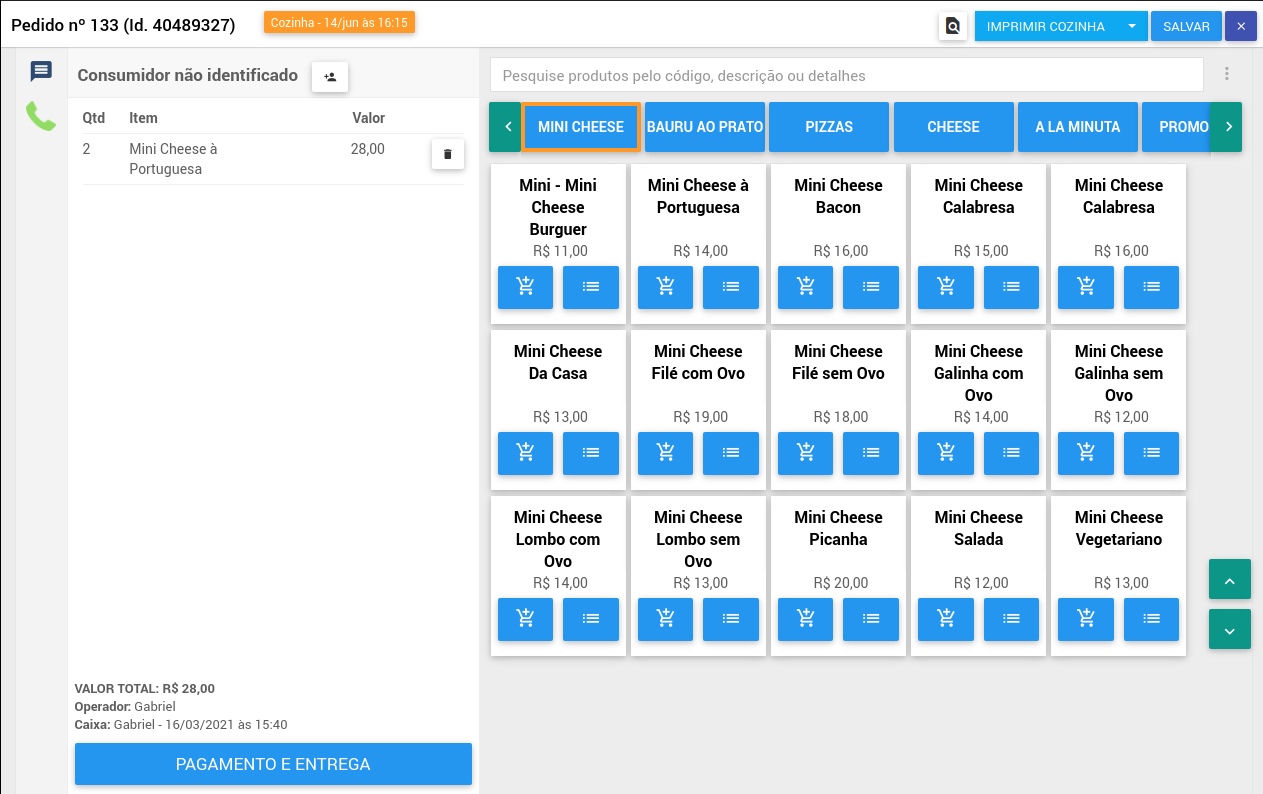 Pedido nº 133 (Id. 40489327)
Cozinha - 14/jun às 16:15
IMPRIMIR COZINHA
SALVAR
×
Consumidor não identificado
Qtd Item Valor
2 Mini Cheese à 28,00
Portuguesa
VALOR TOTAL: R$ 28,00
Operador: Gabriel
Caixa: Gabriel - 16/03/2021 às 15:40
PAGAMENTO E ENTREGA
Pesquise produtos pelo código, descrição ou detalhes
MINI CHEESE
BAURU AO PRATO
PIZZAS
CHEESE
A LA MINUTA
PROMO
Mini - Mini
Cheese
Burguer
R$ 11,00
Mini Cheese à
Portuguesa
R$ 14,00
Mini Cheese
Bacon
R$ 16,00
Mini Cheese
Calabresa
R$ 15,00
Mini Cheese
Calabresa
R$ 16,00
Mini Cheese
Da Casa
R$ 13,00
Mini Cheese
Filé com Ovo
R$ 19,00
Mini Cheese
Filé sem Ovo
R$ 18,00
Mini Cheese
Galinha com
Ovo
R$ 14,00
Mini Cheese
Galinha sem
Ovo
R$ 12,00
Mini Cheese
Lombo com
Ovo
R$ 14,00
Mini Cheese
Lombo sem
Ovo
R$ 13,00
Mini Cheese
Picanha
R$ 20,00
Mini Cheese
Salada
R$ 12,00
Mini Cheese
Vegetariano
R$ 13,00